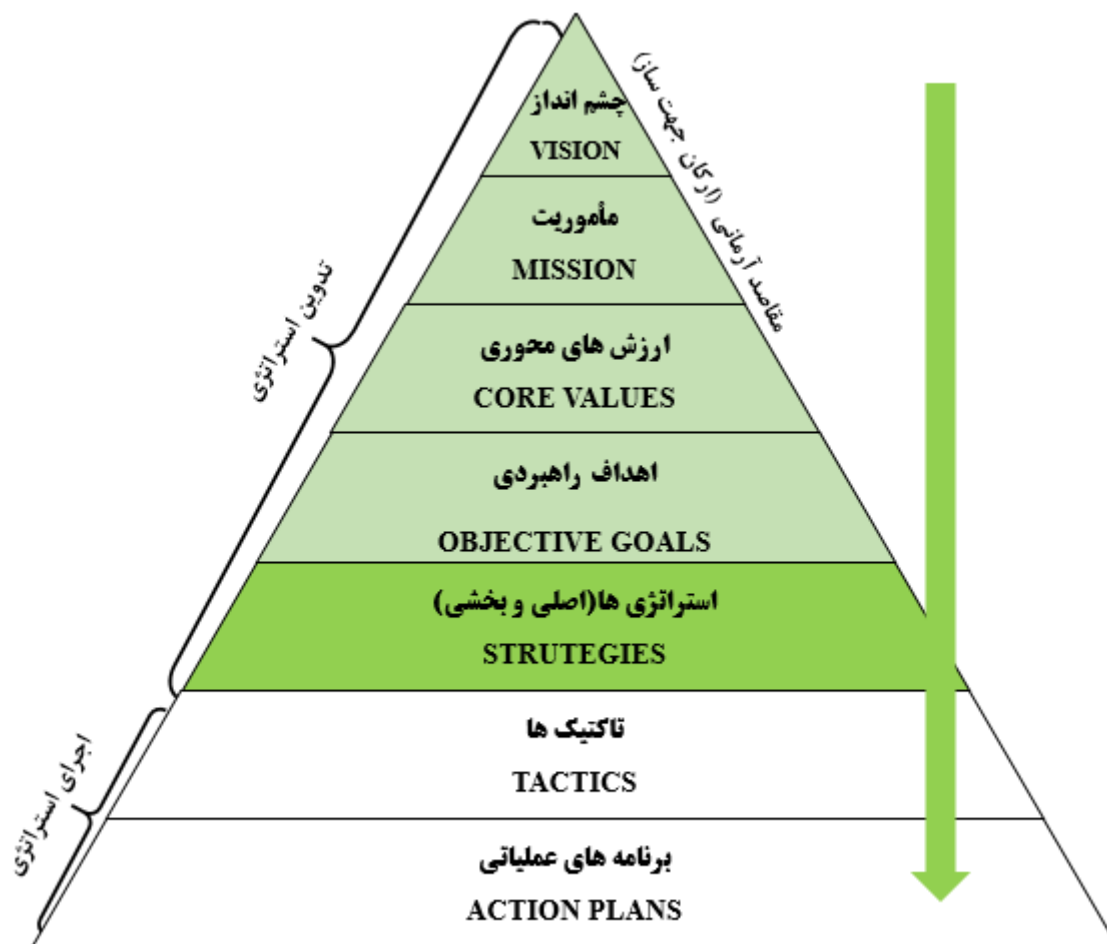 چشم انداز
VISION
مأموریت
MISSION
ارزش های محوری
CORE VALUES
اهداف راهبردی
OBJECTIVE GOALS
استراتژی ها(اصلی و بخشی)
STRUTEGIES
تاکتیک ها
TACTICS
برنامه های عملیاتی
ACTION PLANS
مقاصد آرمانی (ارکان جهت ساز)
تدوین استراتژی
اجرای استراتژی